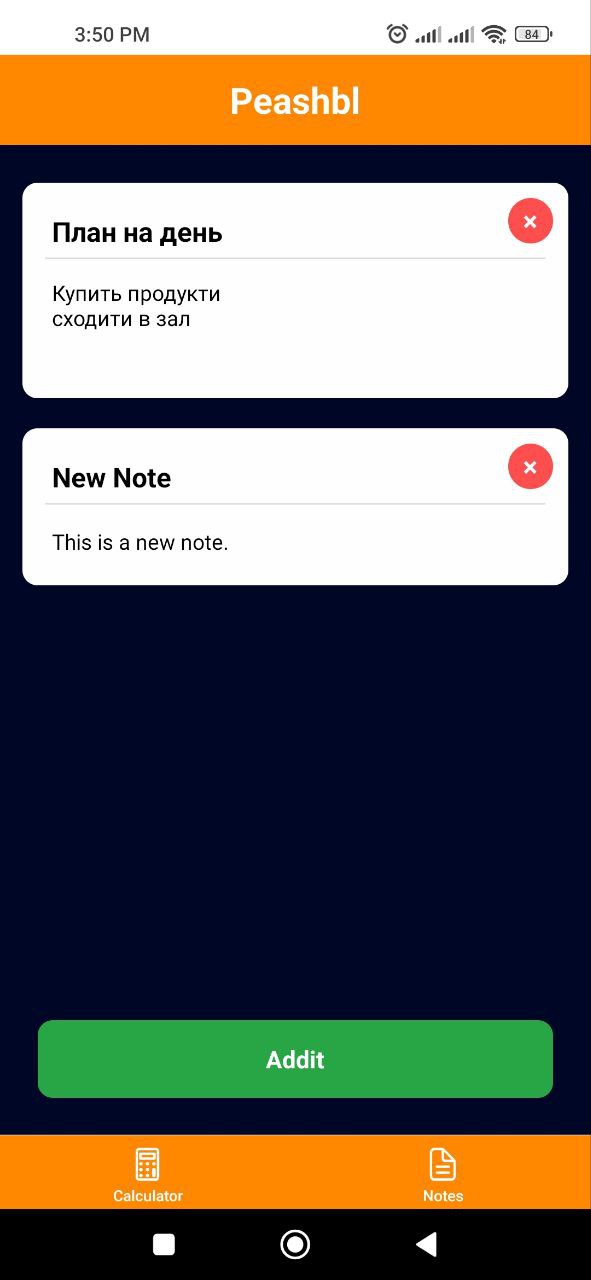 3:50 PM
84
Peashbl
План на день
Купить продукти
сходити в зал
New Note
This is a new note.
Addit
Calculator
Notes